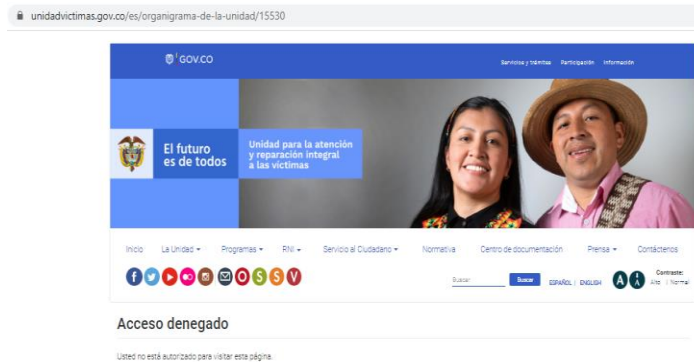 unidadvictimas.gov.co/es/organigrama-de-la-unidad/15530
GOV.CO
Servicios y trámites Participación Información
El futuro
es de todos
Unidad para la atención
y reparación integral
a las víctimas
Inicio La Unidad Programas RNI Servicio al Ciudadano Normativa Centro de documentación Prensa Contáctenos
O S S V
Buscar Buscar ESPAÑOL | ENGLISH A A Contraste:
Alto | Normal
Acceso denegado
Usted no está autorizado para visitar esta página.